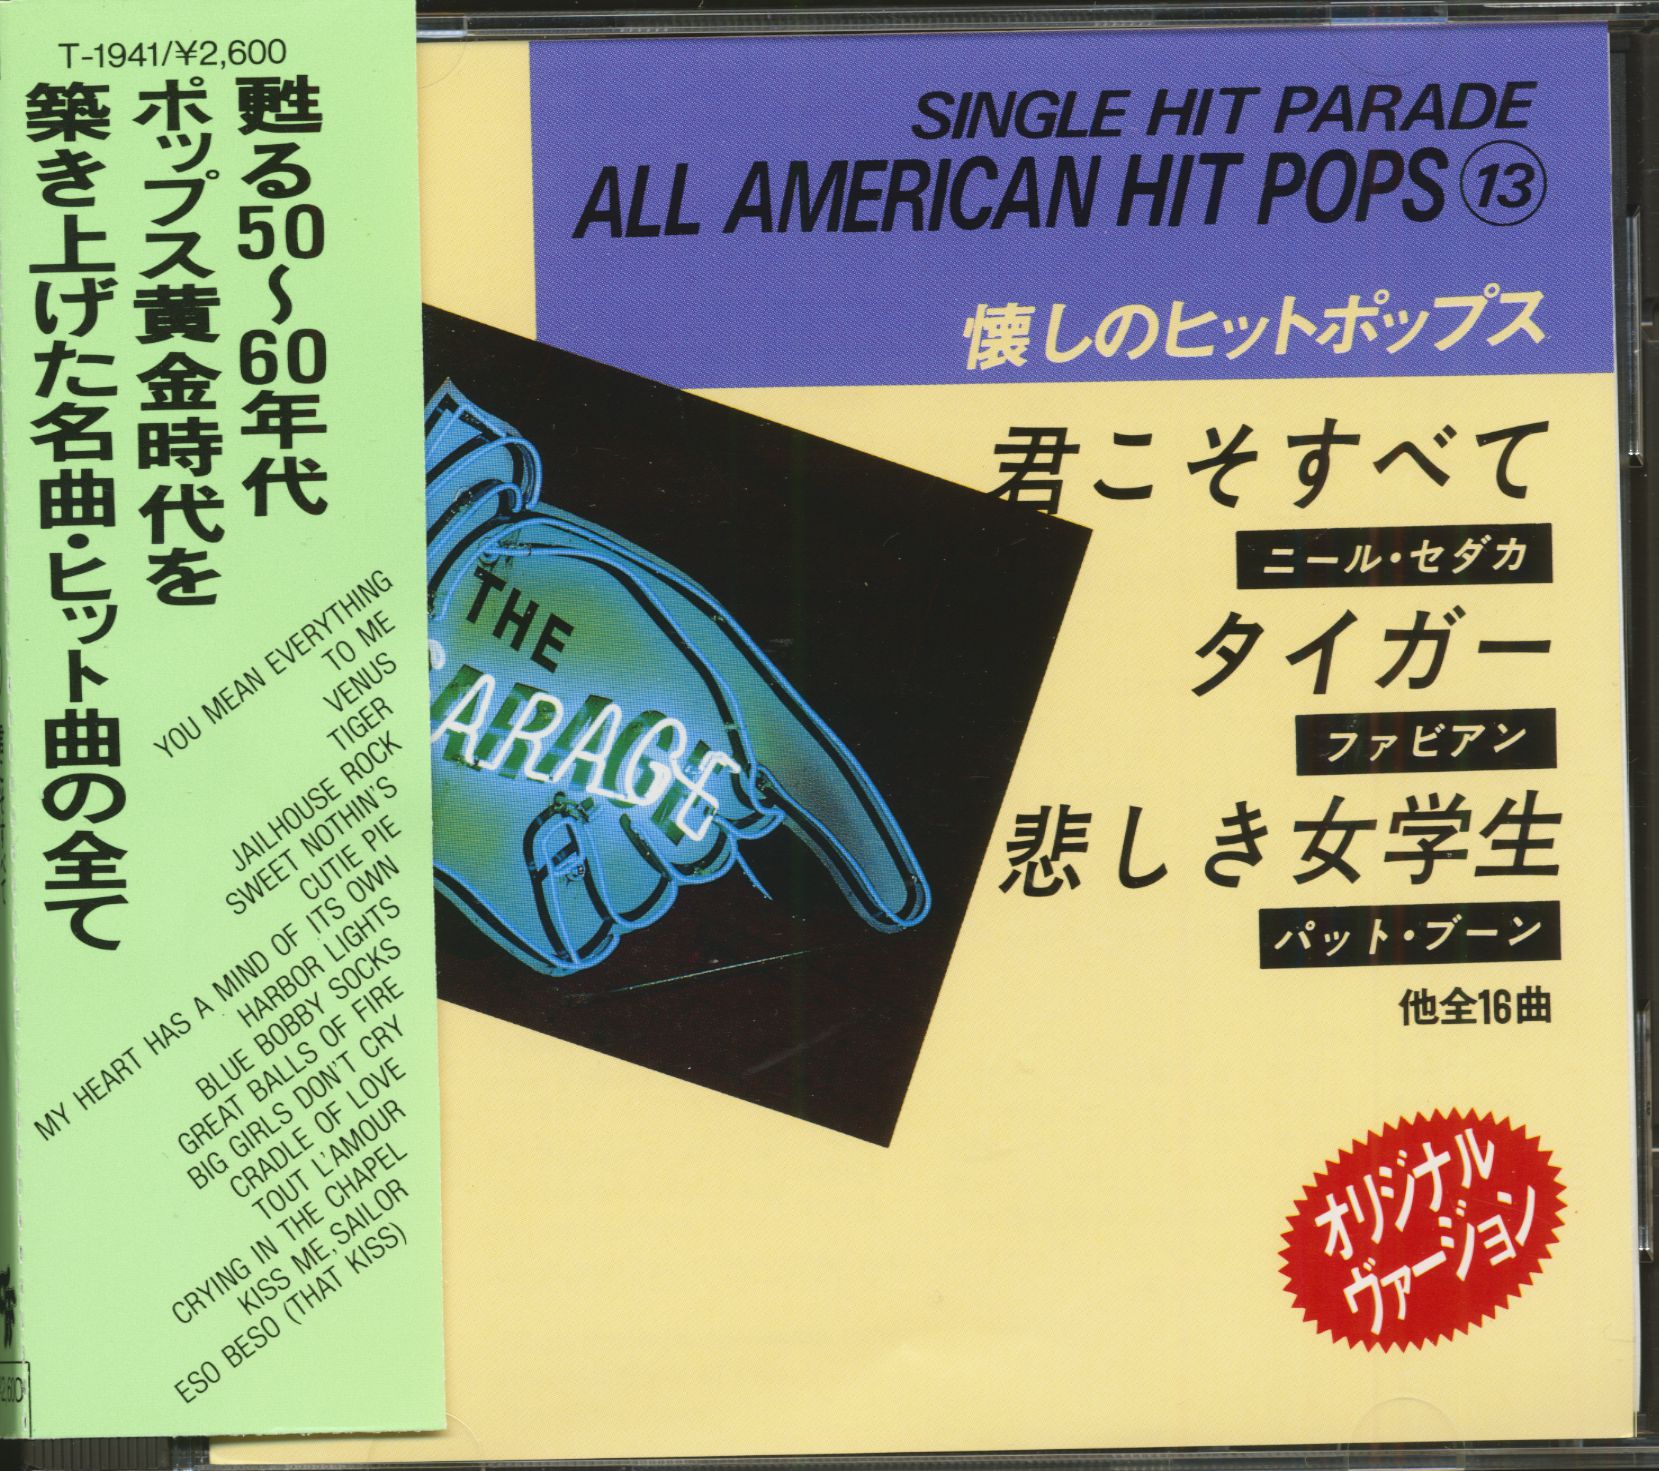 T-1941/¥2,600
甦る50〜60年代
ポップス黄金時代を
築き上げた名曲・ヒット曲の全て
YOU MEAN EVERYTHING
TO ME
VENUS
TIGER
JAILHOUSE ROCK
SWEET NOTHIN'S
CUTIE PIE
MY HEART HAS A MIND OF ITS OWN
HARBOR LIGHTS
BLUE BOBBY SOCKS
GREAT BALLS OF FIRE
BIG GIRLS DON'T CRY
CRADLE OF LOVE
TOUT L'AMOUR
CRYING IN THE CHAPEL
KISS ME, SAILOR
ESO BESO (THAT KISS)
SINGLE HIT PARADE
ALL AMERICAN HIT POPS ⑬
懐しのヒットポップス
君こそすべて
ニール・セダカ
タイガー
ファビアン
悲しき女学生
パット・ブーン
他全16曲
THE
ARAGE
オリジナル
ヴァージョン